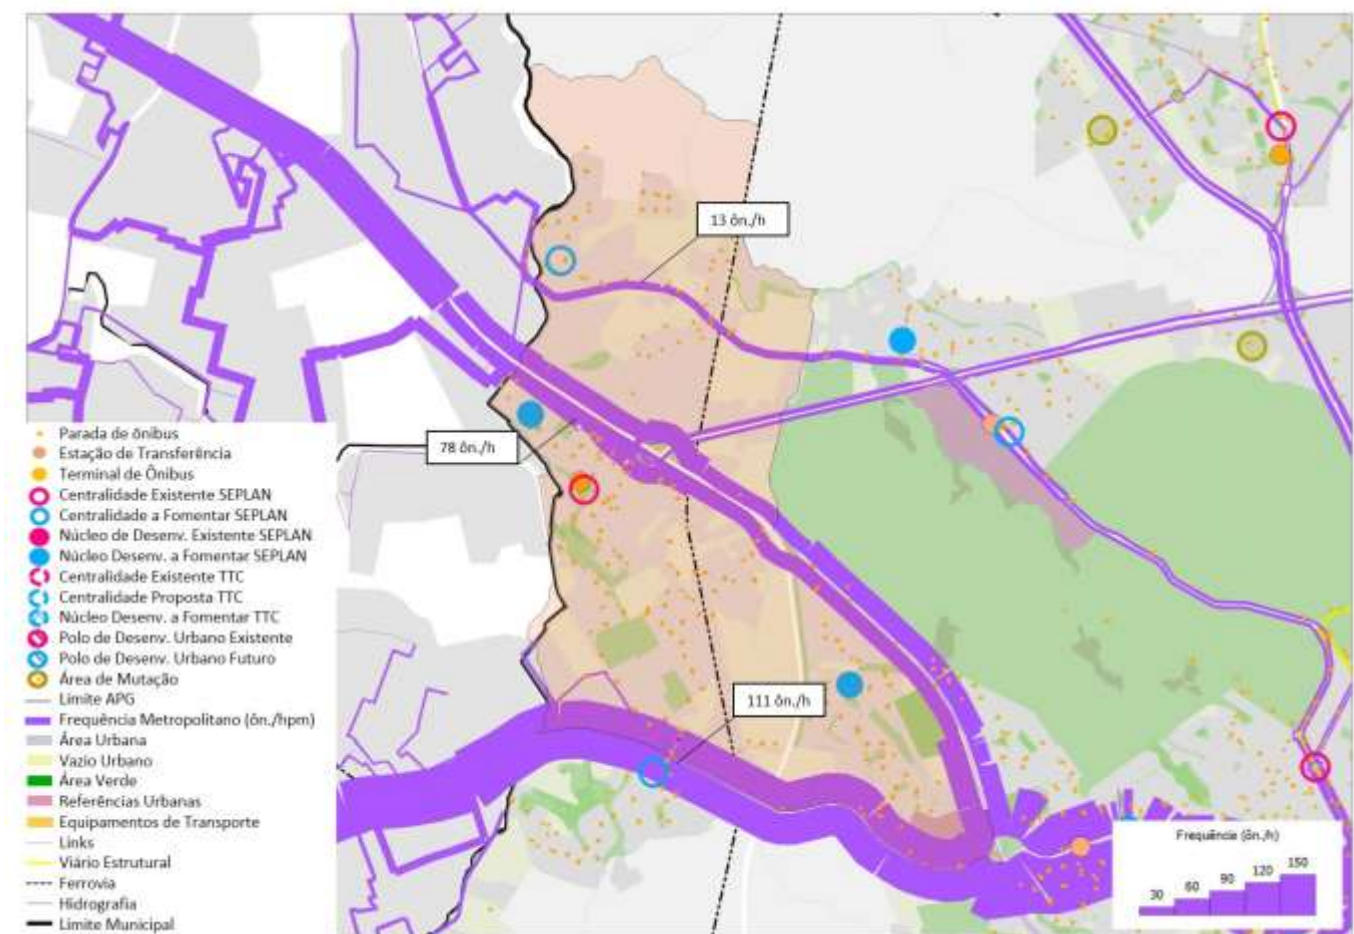 13 ôn./h
78 ôn./h
111 ôn./h
Parada de ônibus
Estação de Transferência
Terminal de Ônibus
Centralidade Existente SEPLAN
Centralidade a Fomentar SEPLAN
Núcleo de Desenv. Existente SEPLAN
Núcleo Desenv. a Fomentar SEPLAN
Centralidade Existente TTC
Centralidade Proposta TTC
Núcleo Desenv. a Fomentar TTC
Polo de Desenv. Urbano Existente
Polo de Desenv. Urbano Futuro
Área de Mutação
Limite APG
Frequência Metropolitano (ôn./hpm)
Área Urbana
Vazio Urbano
Área Verde
Referências Urbanas
Equipamentos de Transporte
Links
Viário Estrutural
Ferrovia
Hidrografia
Limite Municipal
Frequência (ôn./h)
30 60 90 120 150